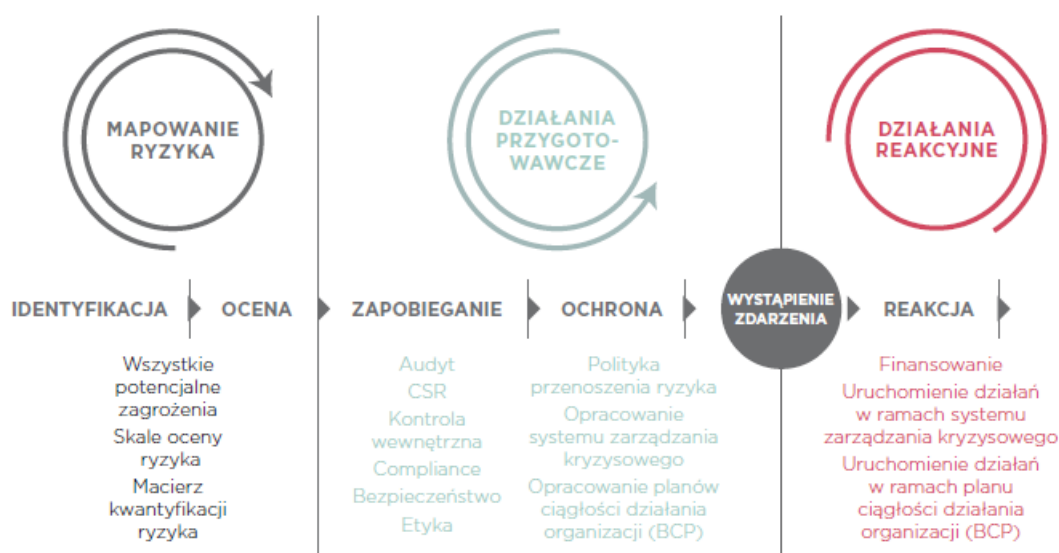 MAPOWANIE
RYZYKA
DZIAŁANIA
PRZYGOTO-
WAWCZE
DZIAŁANIA
REAKCYJNE
IDENTYFIKACJA
OCENA
ZAPOBIEGANIE
OCHRONA
WYSTĄPIENIE
ZDARZENIA
REAKCJA
Wszystkie
potencjalne
zagrożenia
Skale oceny
ryzyka
Macierz
kwantyfikacji
ryzyka
Audyt
CSR
Kontrola
wewnętrzna
Compliance
Bezpieczeństwo
Etyka
Polityka
przenoszenia ryzyka
Opracowanie
systemu zarządzania
kryzysowego
Opracowanie planów
ciągłości działania
organizacji (BCP)
Finansowanie
Uruchomienie działań
w ramach systemu
zarządzania kryzysowego
Uruchomienie działań
w ramach planu
ciągłości działania
organizacji (BCP)